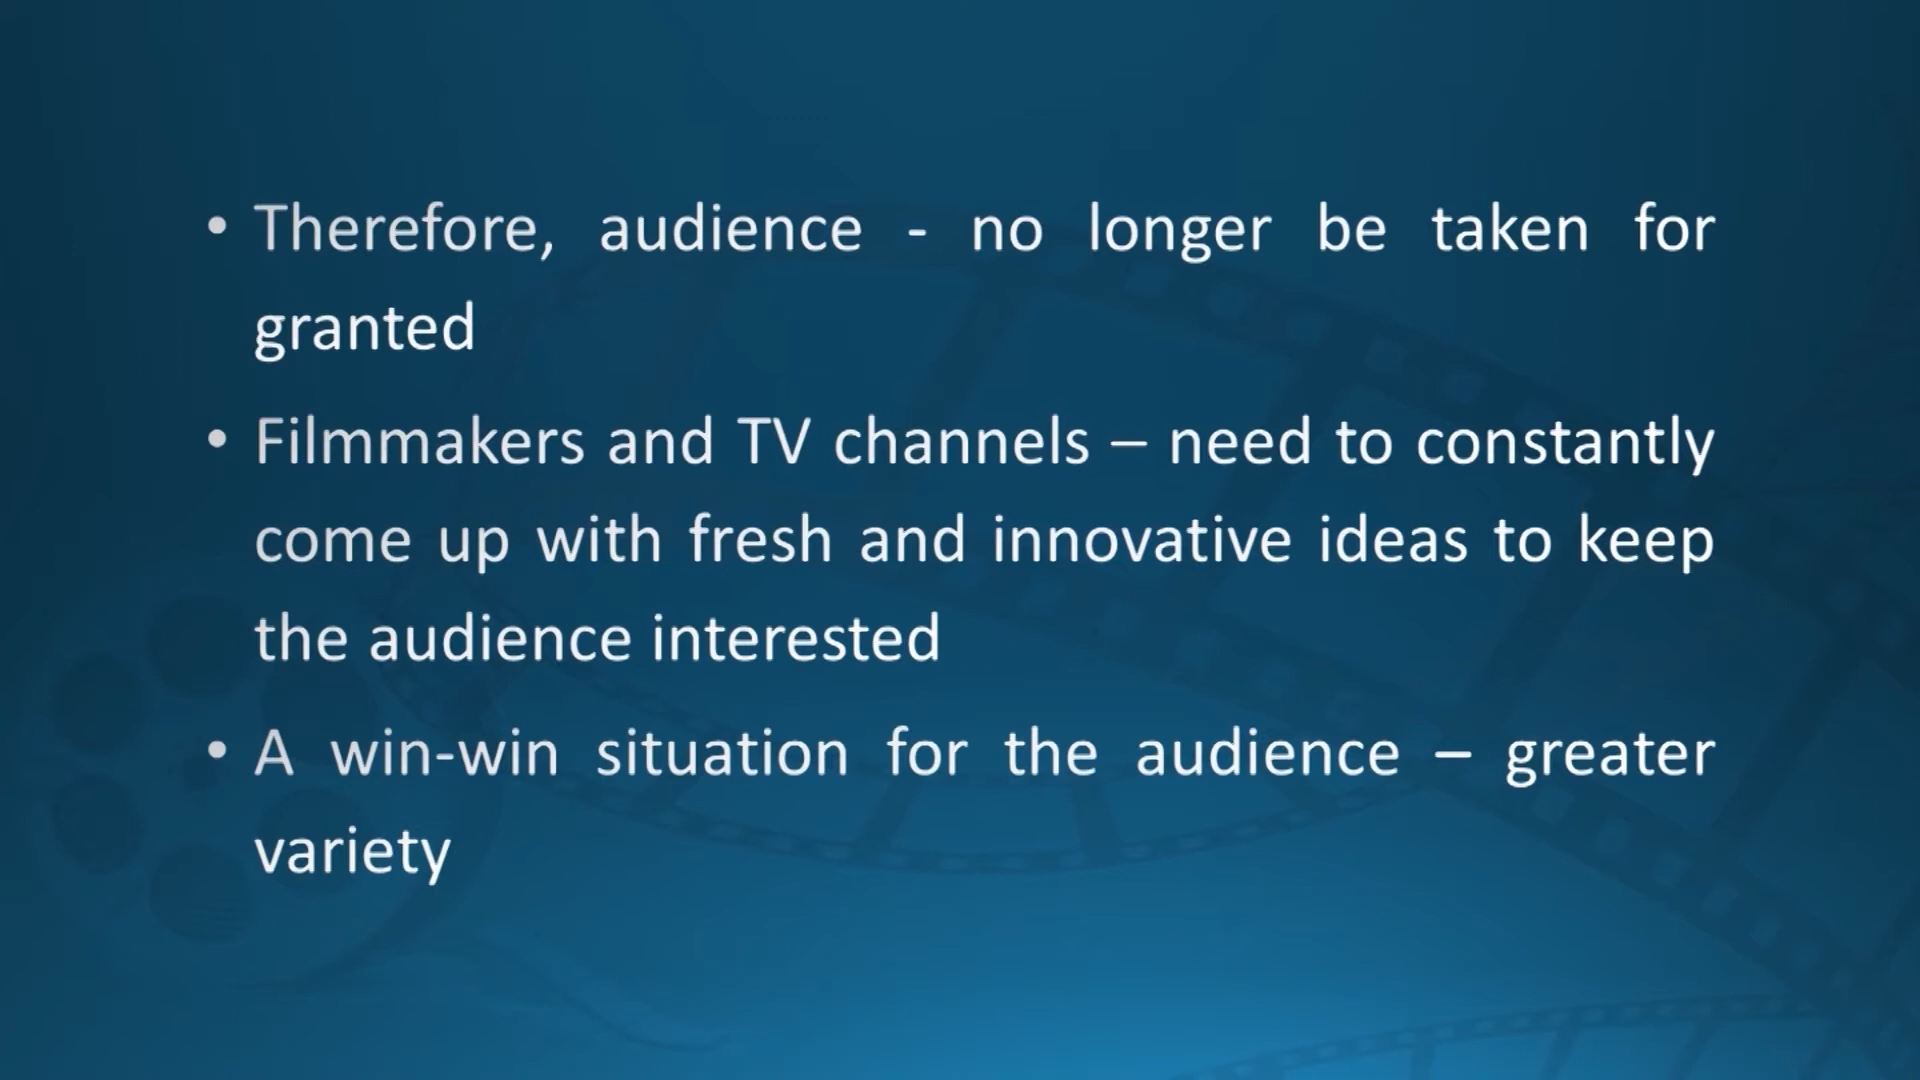 • Therefore, audience - no longer be taken for
granted
• Filmmakers and TV channels – need to constantly
come up with fresh and innovative ideas to keep
the audience interested
• A win-win situation for the audience – greater
variety